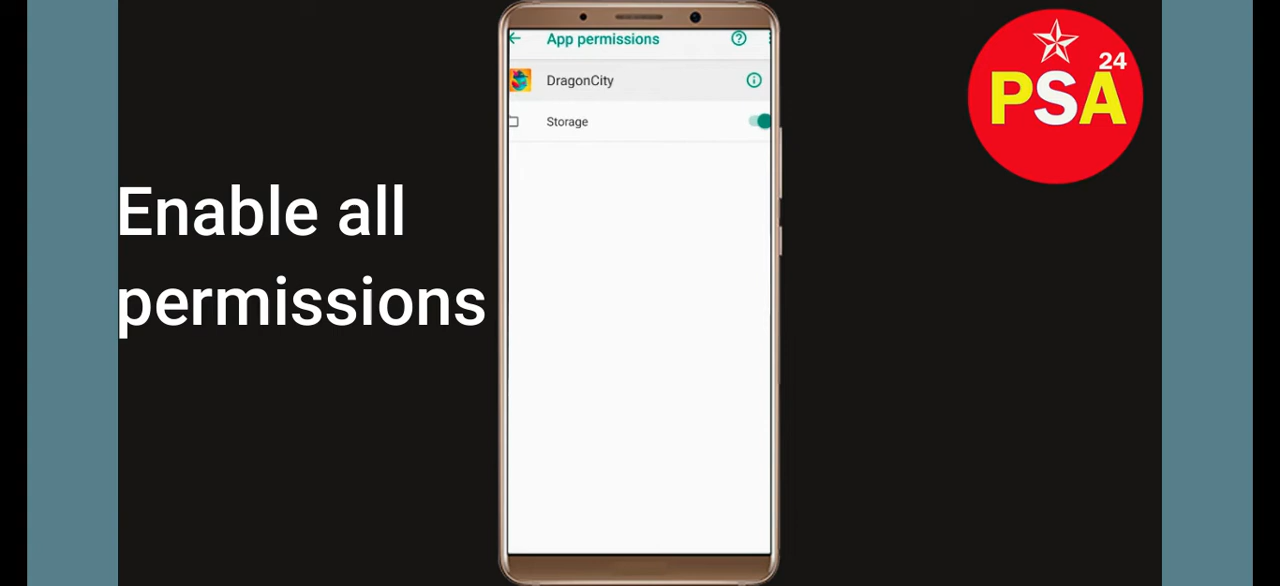 Enable all
permissions
App permissions
DragonCity
Storage
24
PSA